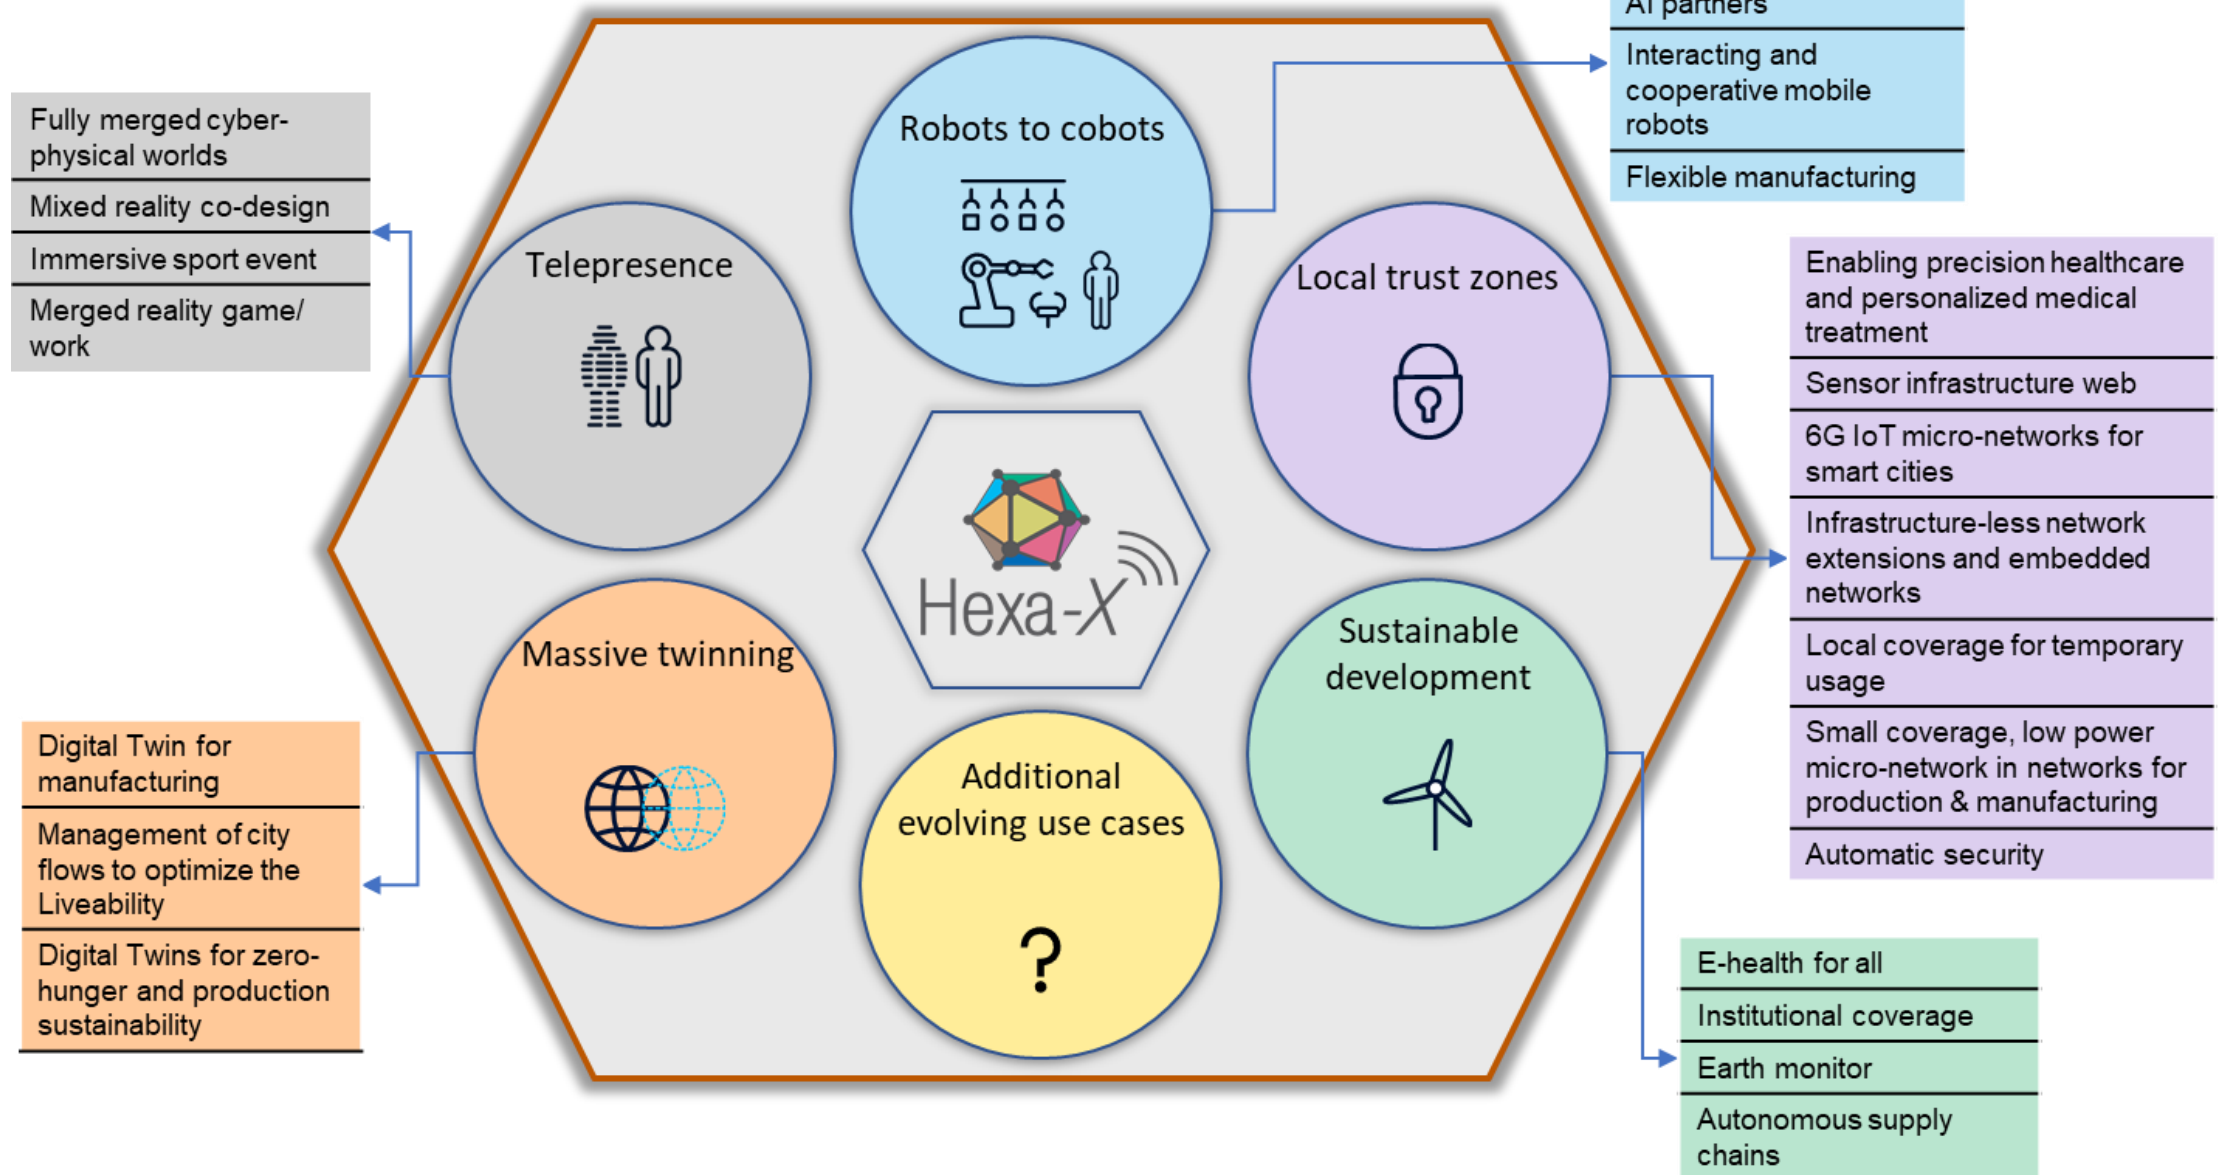 AI partners
Interacting and
cooperative mobile
robots
Flexible manufacturing
Fully merged cyber-
physical worlds
Mixed reality co-design
Immersive sport event
Merged reality game/
work
Robots to cobots
Telepresence
Local trust zones
Enabling precision healthcare
and personalized medical
treatment
Sensor infrastructure web
6G IoT micro-networks for
smart cities
Infrastructure-less network
extensions and embedded
networks
Local coverage for temporary
usage
Small coverage, low power
micro-network in networks for
production & manufacturing
Automatic security
Hexa-X
Massive twinning
Sustainable
development
Additional
evolving use cases
?
Digital Twin for
manufacturing
Management of city
flows to optimize the
Liveability
Digital Twins for zero-
hunger and production
sustainability
E-health for all
Institutional coverage
Earth monitor
Autonomous supply
chains